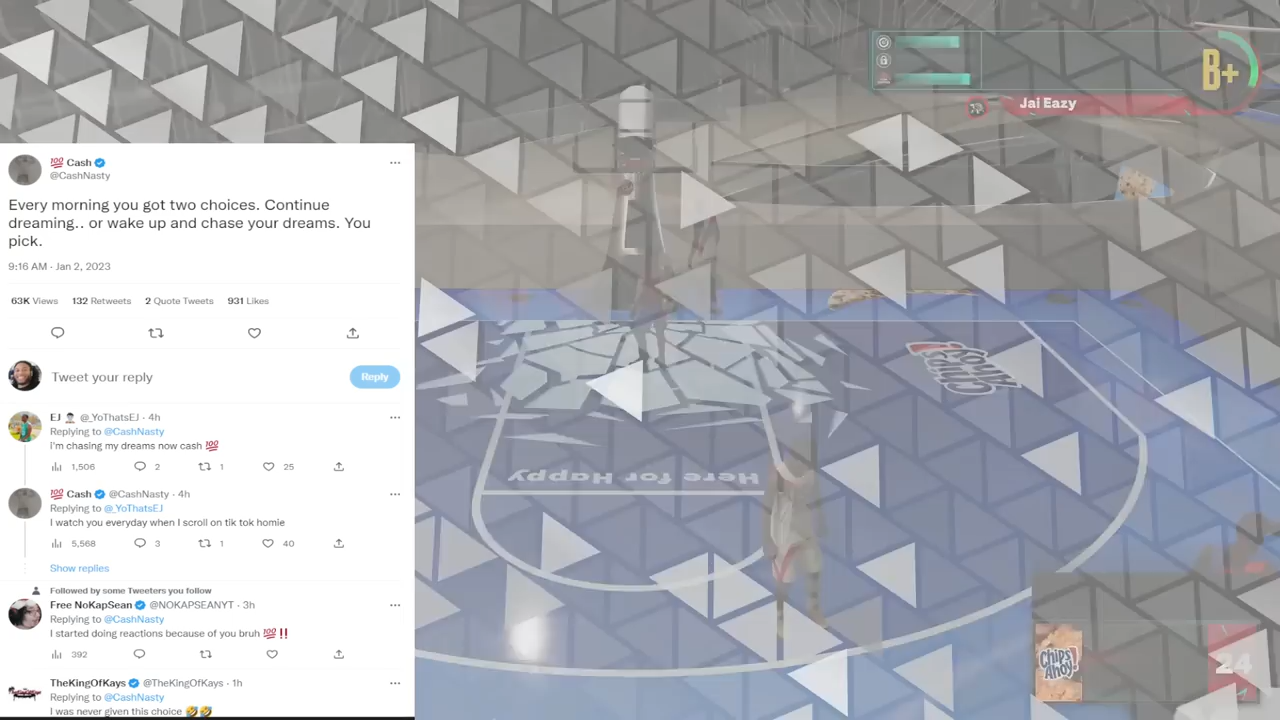 💯 Cash
@CashNasty
Every morning you got two choices. Continue
dreaming.. or wake up and chase your dreams. You
pick.
9:16 AM · Jan 2, 2023
63K Views 132 Retweets 2 Quote Tweets 931 Likes
Tweet your reply
Reply
EJ @_YoThatsEJ · 4h
Replying to @CashNasty
I'm chasing my dreams now cash 💯
1,506 2 1 25
💯 Cash @CashNasty · 4h
Replying to @_YoThatsEJ
I watch you everyday when I scroll on tik tok homie
5,568 3 1 40
Show replies
Followed by some Tweeters you follow
Free NoKapSean @NOKAPSEANYT · 3h
Replying to @CashNasty
I started doing reactions because of you bruh 💯‼️
392
TheKingOfKays @TheKingOfKays · 1h
Replying to @CashNasty
I was never given this choice 🤣🤣
B+
Jai Eazy
CHIPS AHOY!
Here for Happy
Chips Ahoy!
24